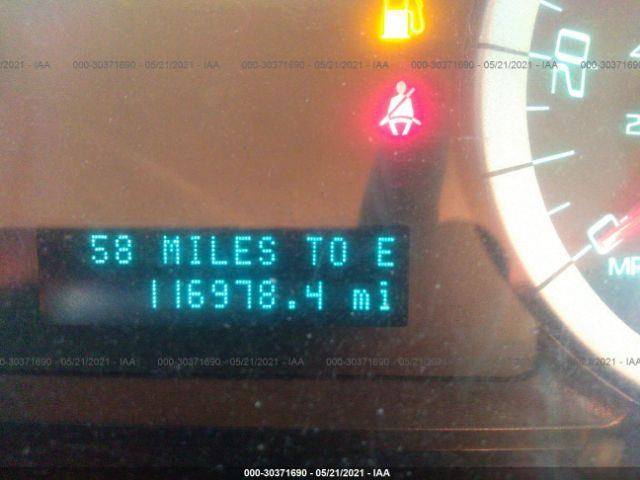 /2021 - IAA 000-30371690 - 05/21/2021 - IAA 000-30371690 - 05/21/2021 - IAA 000-30371690
20
58 MILES TO E
116978.4 mi
0
000-30371690 - 05/21/2021 - IAA 000-30371690 - 05/21/2021 - IAA 000-30371690 - 05/21/2021 - IAA
000-30371690 - 05/21/2021 - IAA